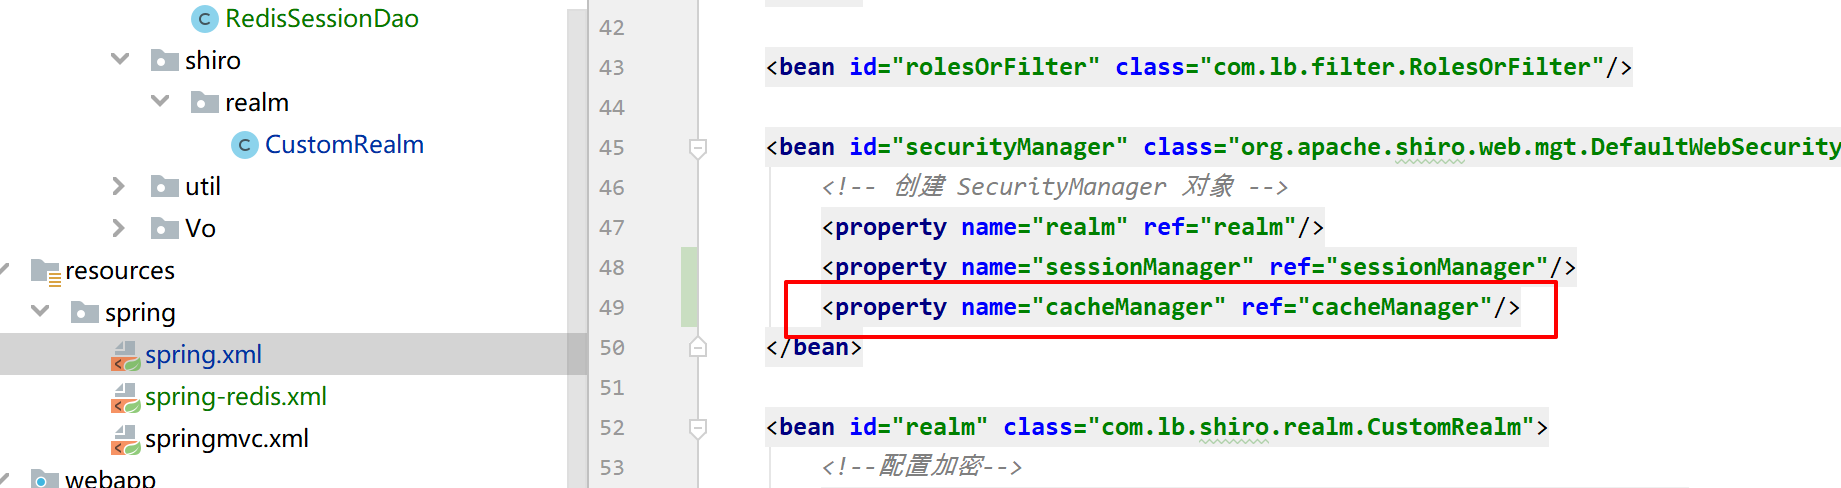 RedisSessionDao
shiro
realm
CustomRealm
util
Vo
resources
spring
spring.xml
spring-redis.xml
springmvc.xml
webapp
42
43 <bean id="rolesOrFilter" class="com.lb.filter.RolesOrFilter"/>
44
45 <bean id="securityManager" class="org.apache.shiro.web.mgt.DefaultWebSecurity
46 <!-- 创建 SecurityManager 对象 -->
47 <property name="realm" ref="realm"/>
48 <property name="sessionManager" ref="sessionManager"/>
49 <property name="cacheManager" ref="cacheManager"/>
50 </bean>
51
52 <bean id="realm" class="com.lb.shiro.realm.CustomRealm">
53 <!--配置加密-->